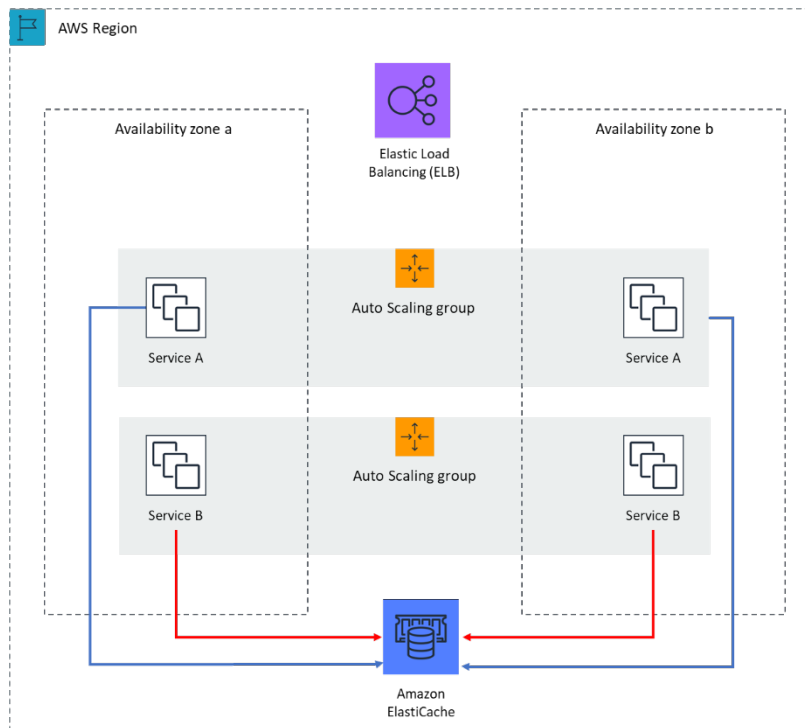 AWS Region
Availability zone a
Availability zone b
Elastic Load
Balancing (ELB)
Auto Scaling group
Service A
Service A
Auto Scaling group
Service B
Service B
Amazon
ElastiCache